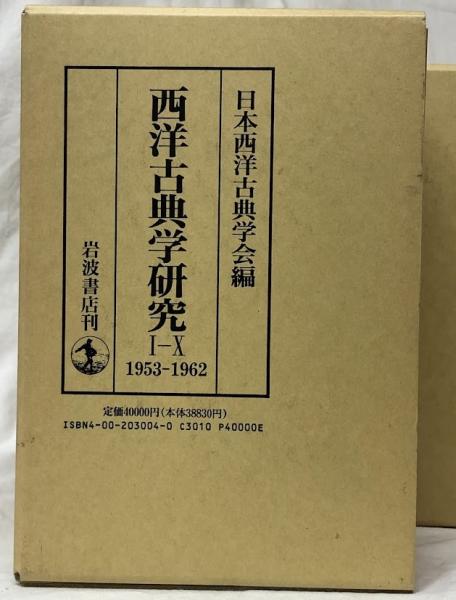 日本西洋古典学会編
西洋古典学研究
I–X
1953-1962
岩波書店刊
定価40000円(本体38830円)
ISBN4-00-203004-0 C3010 P40000E